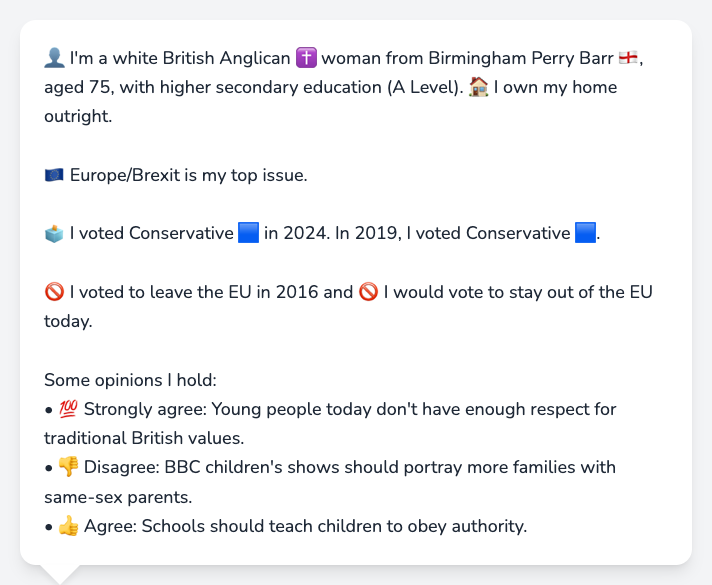 👤 I'm a white British Anglican ✝️ woman from Birmingham Perry Barr 🏴󠁧󠁢󠁥󠁮󠁧󠁿,
aged 75, with higher secondary education (A Level). 🏠 I own my home
outright.
🇪🇺 Europe/Brexit is my top issue.
🗳️ I voted Conservative 🟦 in 2024. In 2019, I voted Conservative 🟦.
🚫 I voted to leave the EU in 2016 and 🚫 I would vote to stay out of the EU
today.
Some opinions I hold:
• 💯 Strongly agree: Young people today don't have enough respect for
traditional British values.
• 👎 Disagree: BBC children's shows should portray more families with
same-sex parents.
• 👍 Agree: Schools should teach children to obey authority.